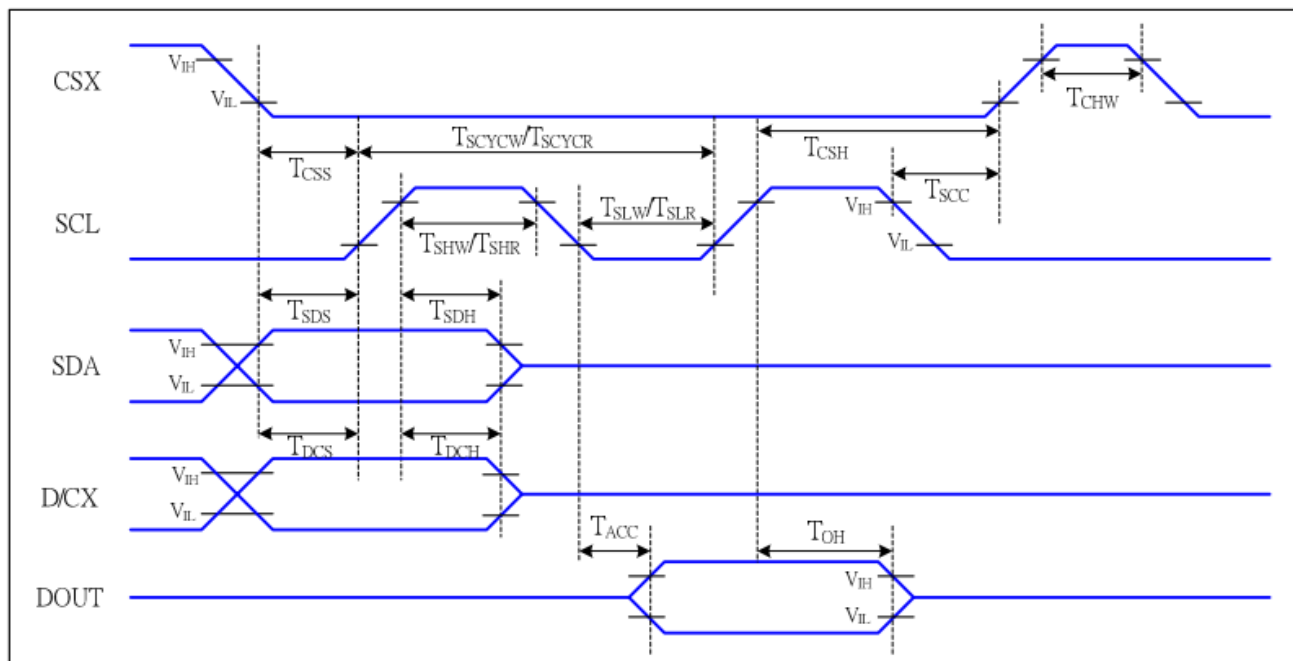 CSX
VIH
VIL
TCHW
TSCYCW/TSCYCR
TCSS
TCSH
TSCC
SCL
TSHW/TSHR
TSLW/TSLR
VIH
VIL
TSDS
TSDH
SDA
VIH
VIL
TDCS
TDCH
D/CX
VIH
VIL
TACC
TOH
DOUT
VIH
VIL